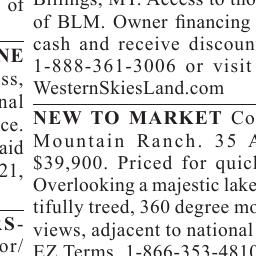 of
NE
ss,
nal
ce.
aid
21,
S-
or/
Billings, MT. Access to
of BLM. Owner financing
cash and receive discoun
1-888-361-3006 or visit
WesternSkiesLand.com
NEW TO MARKET Co
Mountain Ranch. 35 A
$39,900. Priced for quic
Overlooking a majestic lake
tifully treed, 360 degree mo
views, adjacent to national
EZ Terms. 1-866-353-4810